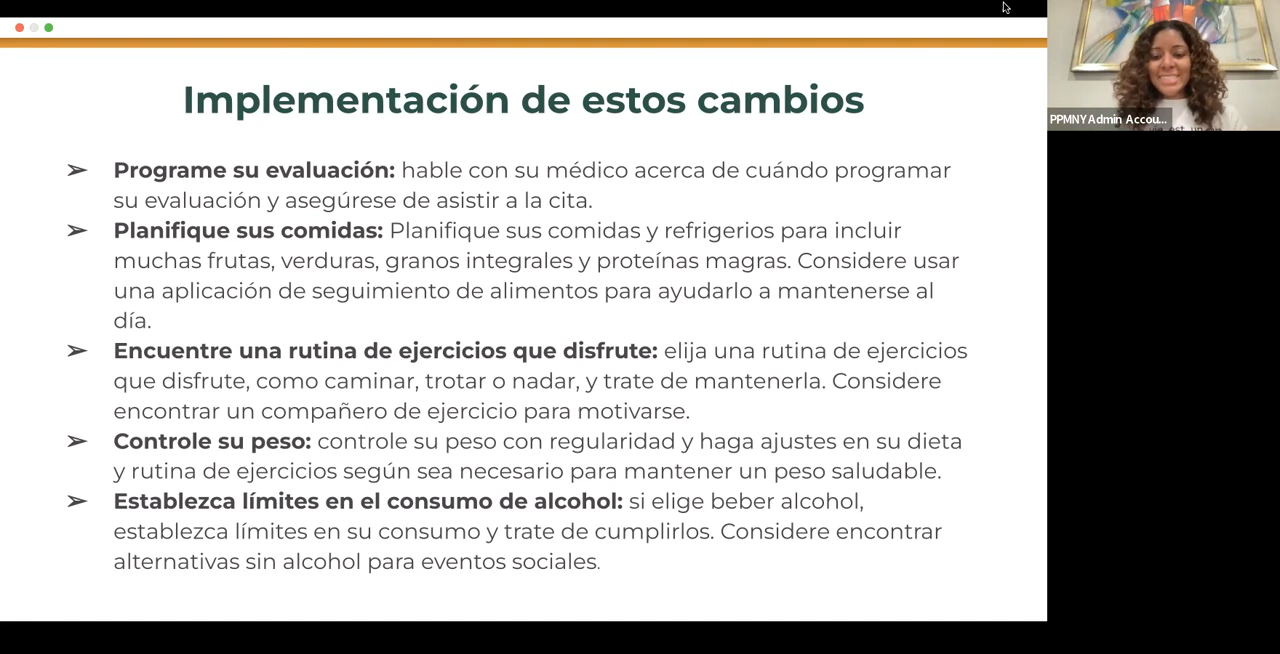 Implementación de estos cambios
➢ Programe su evaluación: hable con su médico acerca de cuándo programar
su evaluación y asegúrese de asistir a la cita.
➢ Planifique sus comidas: Planifique sus comidas y refrigerios para incluir
muchas frutas, verduras, granos integrales y proteínas magras. Considere usar
una aplicación de seguimiento de alimentos para ayudarlo a mantenerse al
día.
➢ Encuentre una rutina de ejercicios que disfrute: elija una rutina de ejercicios
que disfrute, como caminar, trotar o nadar, y trate de mantenerla. Considere
encontrar un compañero de ejercicio para motivarse.
➢ Controle su peso: controle su peso con regularidad y haga ajustes en su dieta
y rutina de ejercicios según sea necesario para mantener un peso saludable.
➢ Establezca límites en el consumo de alcohol: si elige beber alcohol,
establezca límites en su consumo y trate de cumplirlos. Considere encontrar
alternativas sin alcohol para eventos sociales.
PPMNY Admin Accou...